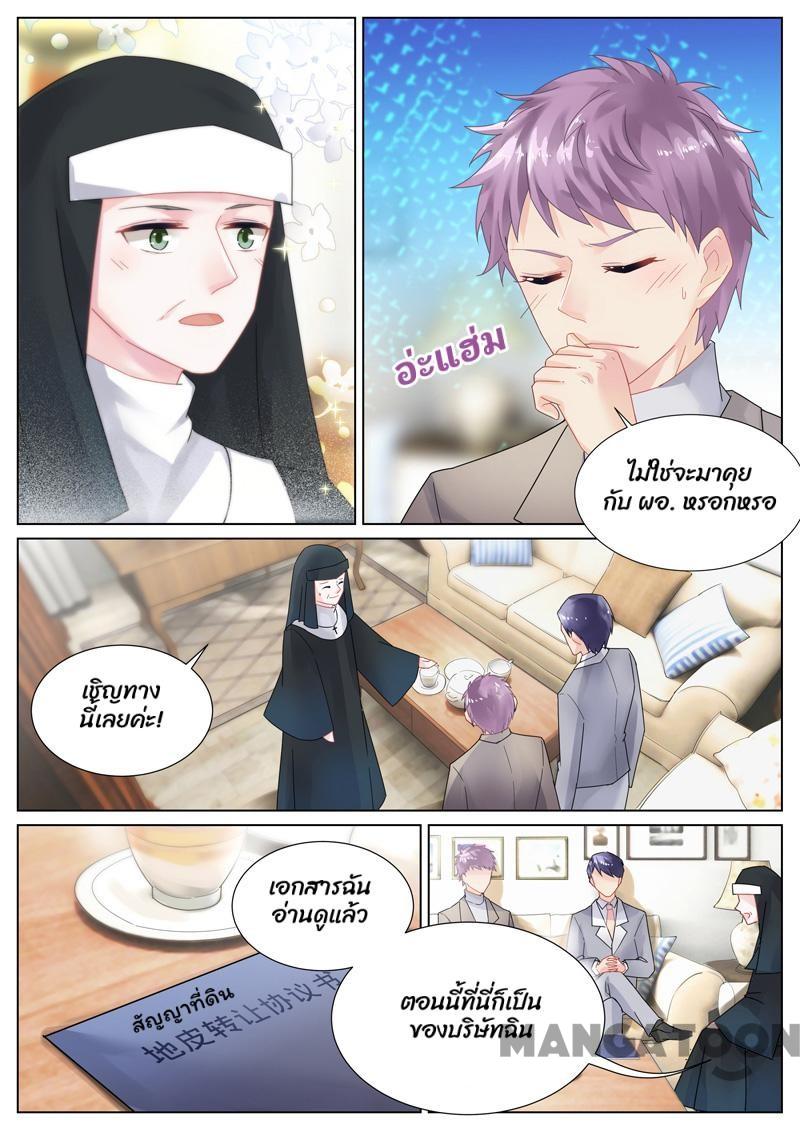 อ่ะแฮ่ม
ไม่ใช่จะมาคุย
กับ ผอ. หรอกหรอ
เชิญทาง
นี้เลยค่ะ!
เอกสารฉัน
อ่านดูแล้ว
สัญญาที่ดิน
地皮转让协议书
ตอนนี้ที่นี่ก็เป็น
ของบริษัทฉิน
MANGATOON